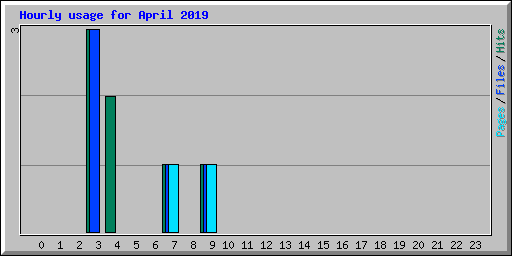 Hourly usage for April 2019
3
Pages/Files/Hits
0 1 2 3 4 5 6 7 8 9 10 11 12 13 14 15 16 17 18 19 20 21 22 23